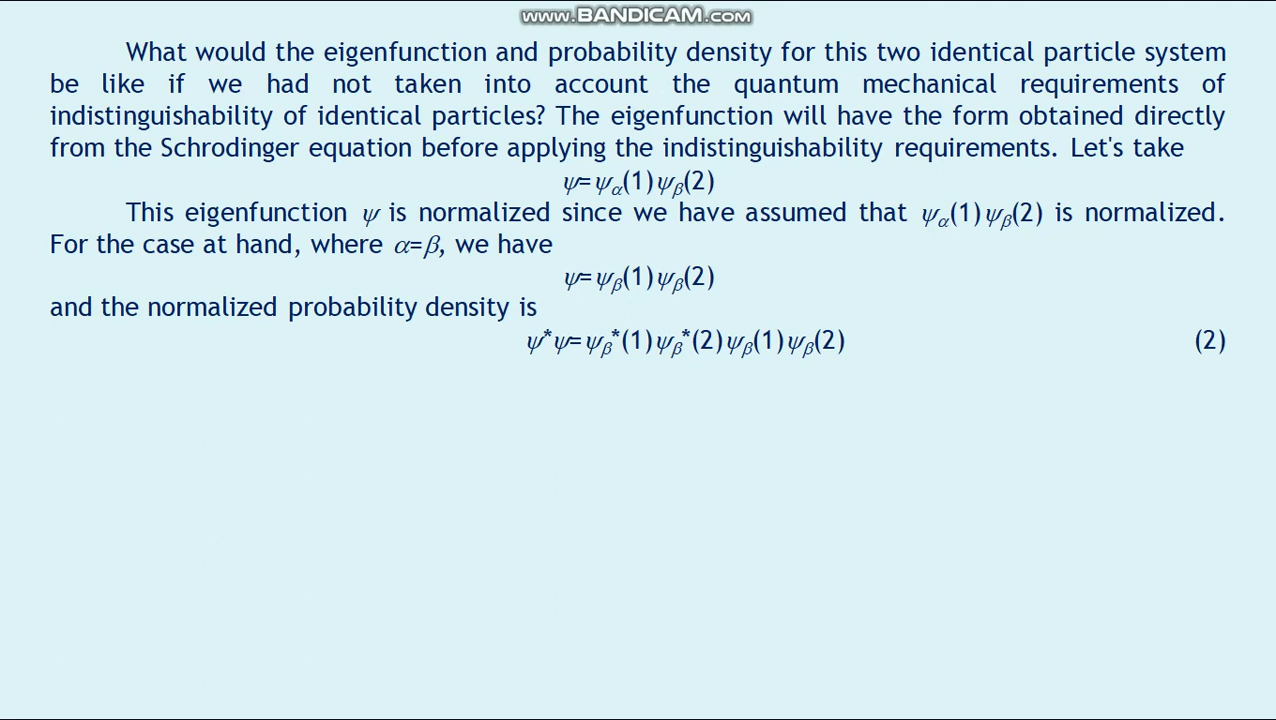 www.BANDICAM.com
What would the eigenfunction and probability density for this two identical particle system
be like if we had not taken into account the quantum mechanical requirements of
indistinguishability of identical particles? The eigenfunction will have the form obtained directly
from the Schrodinger equation before applying the indistinguishability requirements. Let's take
ψ=ψα(1)ψβ(2)
This eigenfunction ψ is normalized since we have assumed that ψα(1)ψβ(2) is normalized.
For the case at hand, where α=β, we have
ψ=ψβ(1)ψβ(2)
and the normalized probability density is
ψ*ψ=ψβ*(1)ψβ*(2)ψβ(1)ψβ(2) (2)